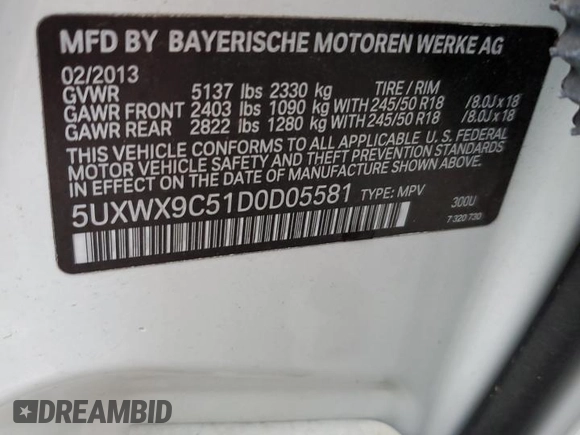 MFD BY BAYERISCHE MOTOREN WERKE AG
02/2013
GVWR 5137 lbs 2330 kg TIRE / RIM
GAWR FRONT 2403 lbs 1090 kg WITH 245/50 R18 /8.0J x 18
GAWR REAR 2822 lbs 1280 kg WITH 245/50 R18 /8.0J x 18
THIS VEHICLE CONFORMS TO ALL APPLICABLE U. S. FEDERAL
MOTOR VEHICLE SAFETY AND THEFT PREVENTION STANDARDS
IN EFFECT ON THE DATE OF MANUFACTURE SHOWN ABOVE.
5UXWX9C51D0D05581 TYPE: MPV 300U
7 320 730
DREAMBID